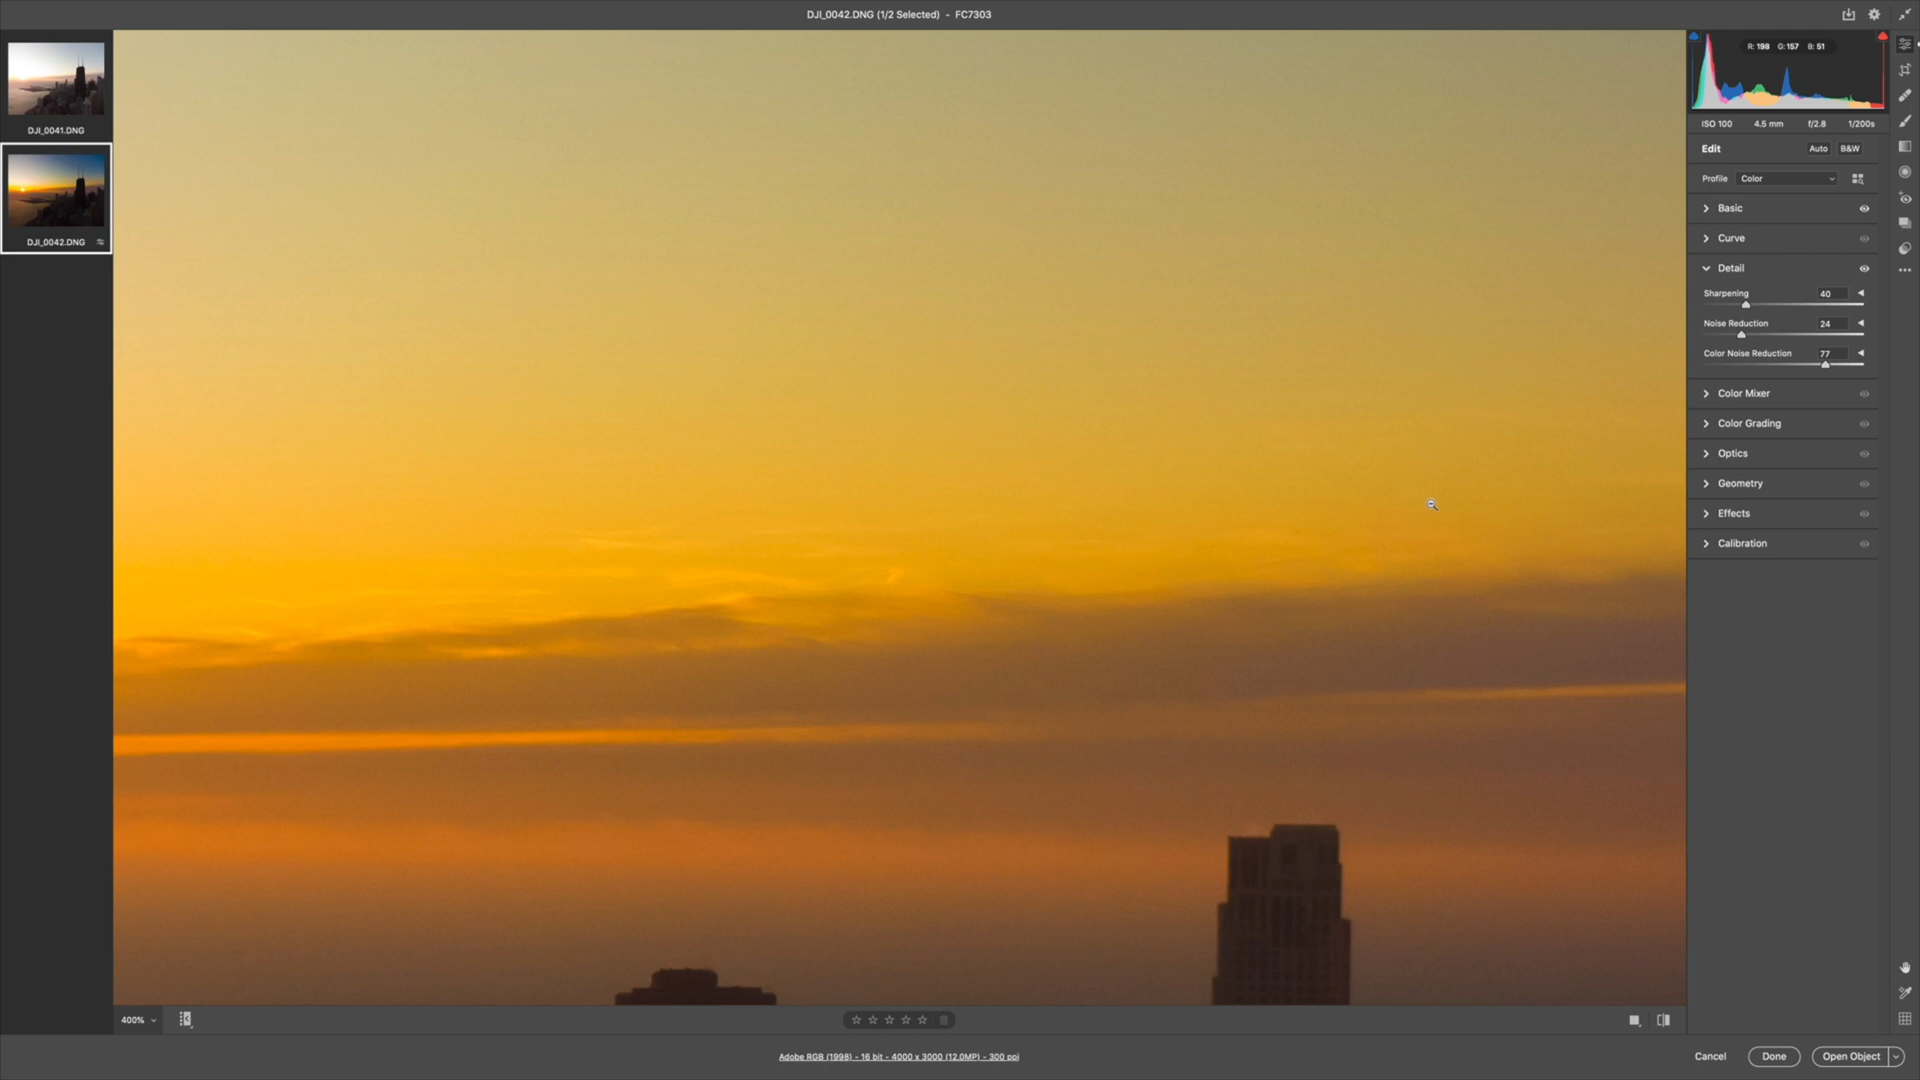 DJI_0042.DNG (1/2 Selected) - FC7303
DJI_0041.DNG
DJI_0042.DNG
R: 198 G: 157 B: 51
ISO 100 4.5 mm f/2.8 1/200s
Edit Auto B&W
Profile Color
Basic
Curve
Detail
Sharpening 40
Noise Reduction 24
Color Noise Reduction 77
Color Mixer
Color Grading
Optics
Geometry
Effects
Calibration
400%
Adobe RGB (1998) - 16 bit - 4000 x 3000 (12.0MP) - 300 ppi
Cancel Done Open Object